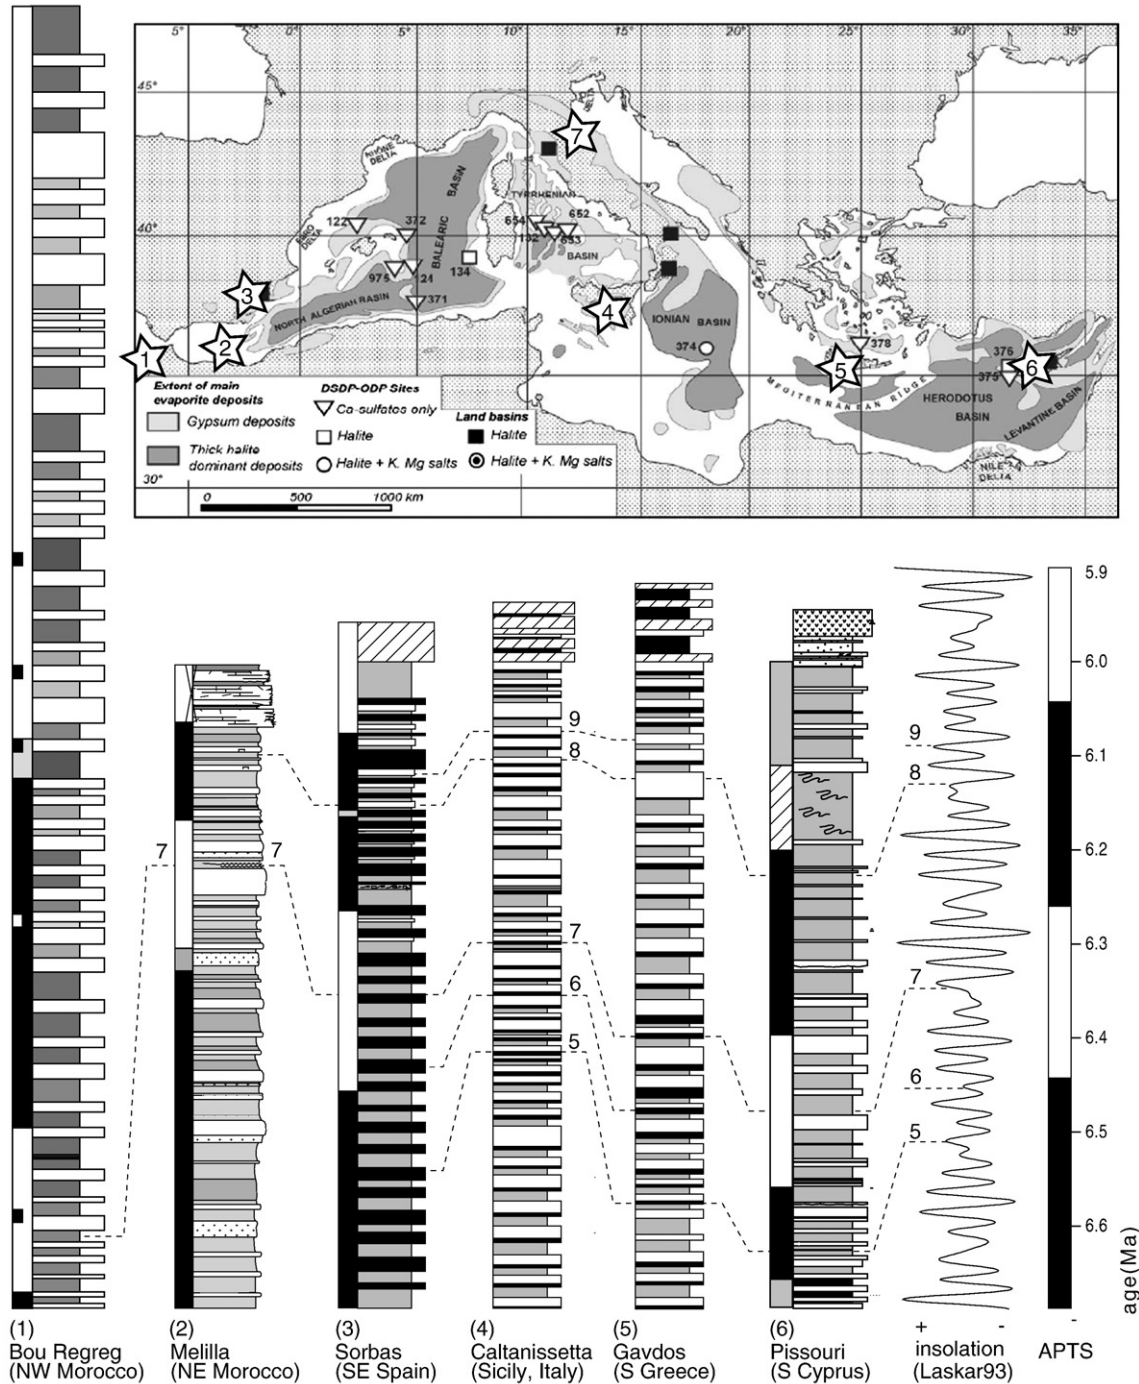 5° 0° 5° 10° 15° 20° 25° 30° 35°
45°
7
RHÔNE DELTA
BALEARIC BASIN
TYRRHENIAN
BASIN
122
372
654
652
132
653
40°
EBRO DELTA
975
134
3
NORTH ALGERIAN BASIN
371
4
IONIAN BASIN
374
378
376
375
1
2
5
6
MEDITERRANEAN RIDGE
HERODOTUS BASIN
LEVANTINE BASIN
NILE DELTA
Extent of main evaporite deposits
Gypsum deposits
Thick halite dominant deposits
DSDP-ODP Sites
Ca-sulfates only
Halite
Halite + K. Mg salts
Land basins
Halite
Halite + K. Mg salts
30°
0 500 1000 km
5.9
6.0
6.1
6.2
6.3
6.4
6.5
6.6
age(Ma)
9 9
8 8
7 7 7 7
6 6
5 5
(1)
Bou Regreg
(NW Morocco)
(2)
Melilla
(NE Morocco)
(3)
Sorbas
(SE Spain)
(4)
Caltanissetta
(Sicily, Italy)
(5)
Gavdos
(S Greece)
(6)
Pissouri
(S Cyprus)
+ -
insolation
(Laskar93)
APTS